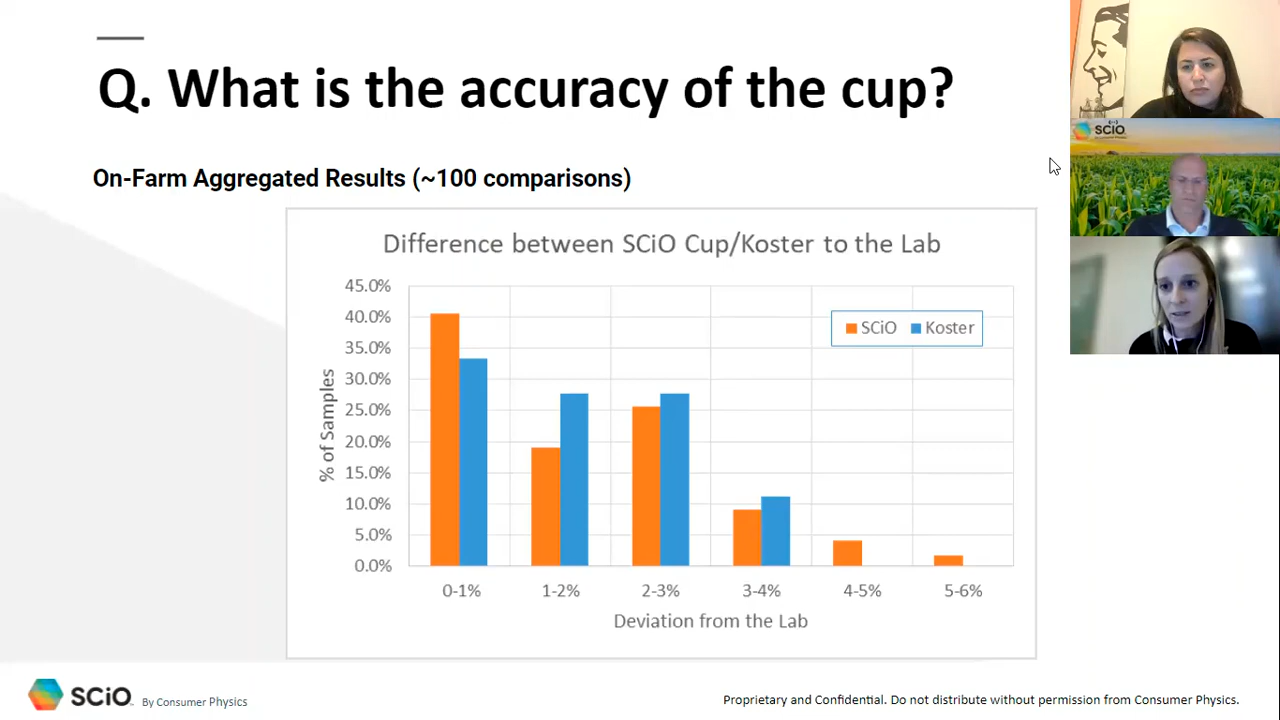 Q. What is the accuracy of the cup?
On-Farm Aggregated Results (~100 comparisons)
Difference between SCiO Cup/Koster to the Lab
45.0%
40.0%
35.0%
30.0%
25.0%
20.0%
15.0%
10.0%
5.0%
0.0%
% of Samples
SCiO
Koster
0-1%
1-2%
2-3%
3-4%
4-5%
5-6%
Deviation from the Lab
SCiO
By Consumer Physics
Proprietary and Confidential. Do not distribute without permission from Consumer Physics.
SCiO